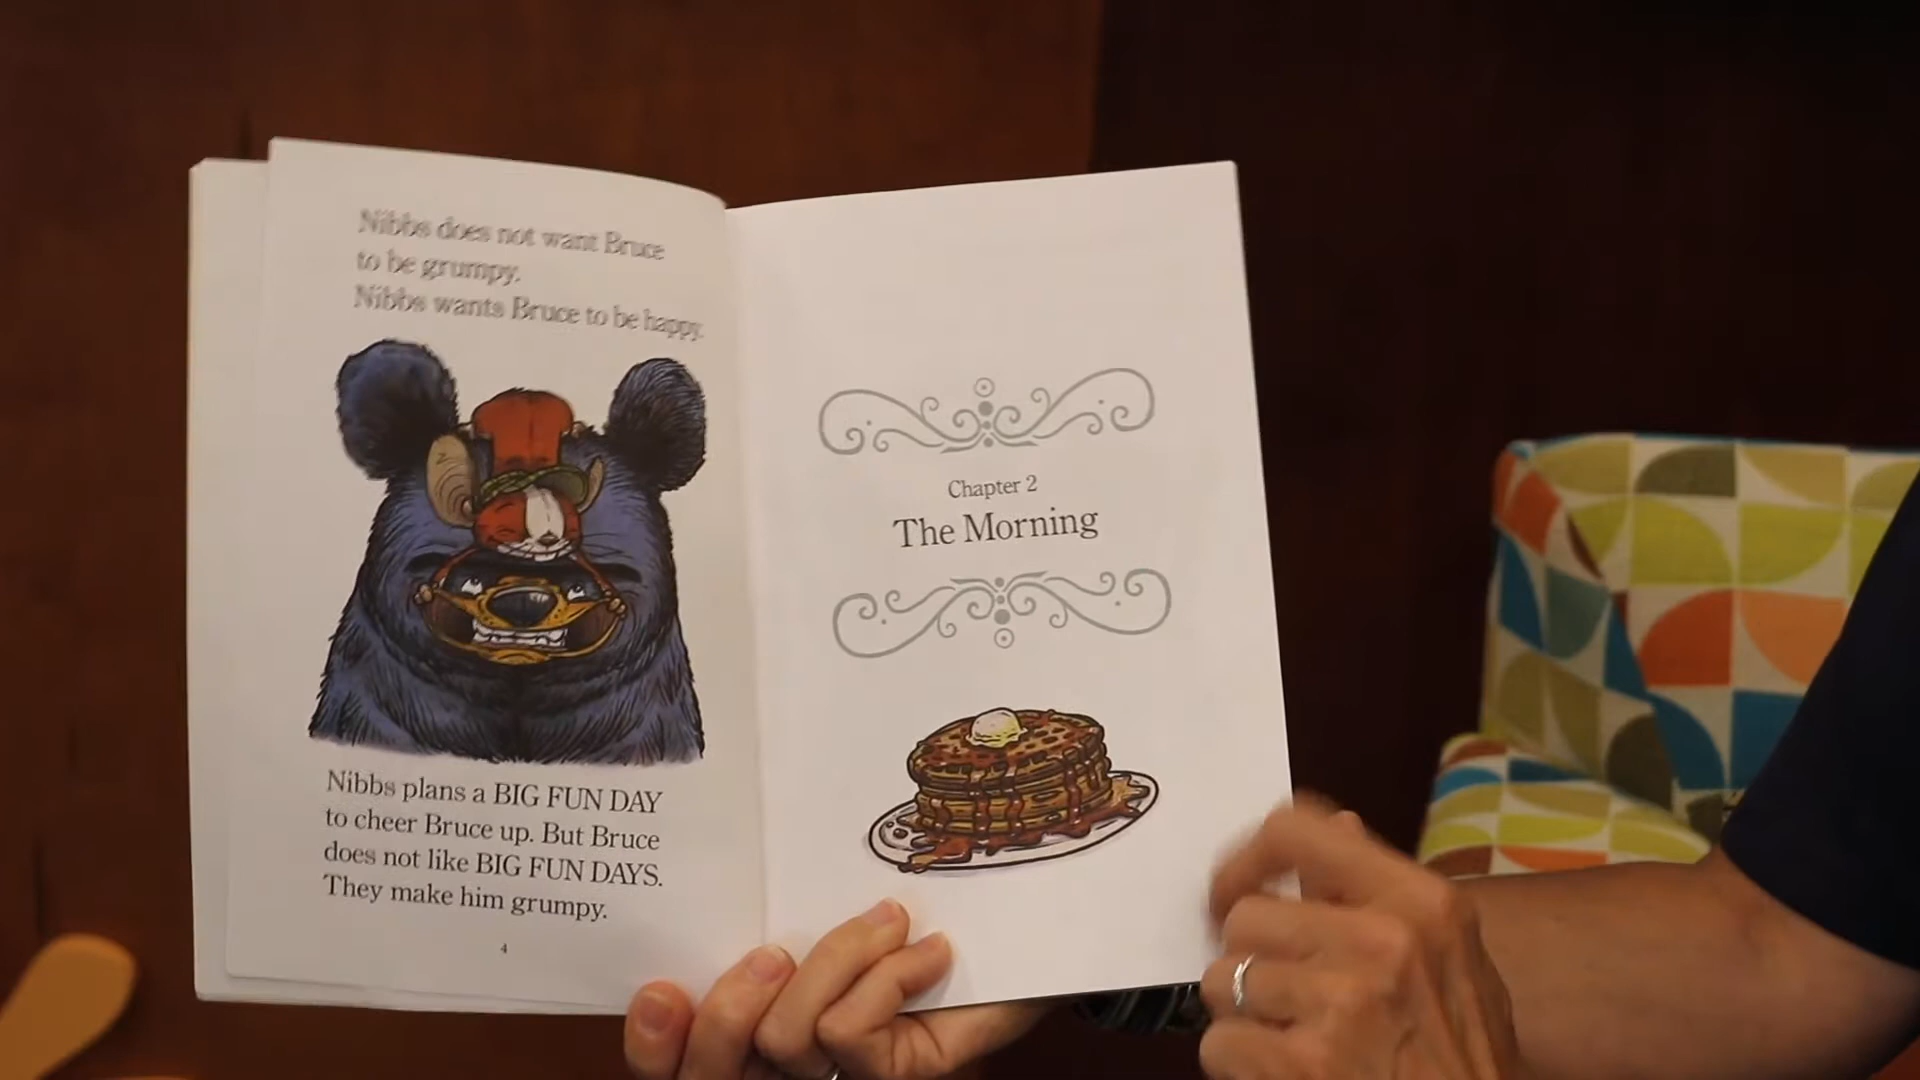 Nibbs does not want Bruce
to be grumpy.
Nibbs wants Bruce to be happy.
Nibbs plans a BIG FUN DAY
to cheer Bruce up. But Bruce
does not like BIG FUN DAYS.
They make him grumpy.
4
Chapter 2
The Morning